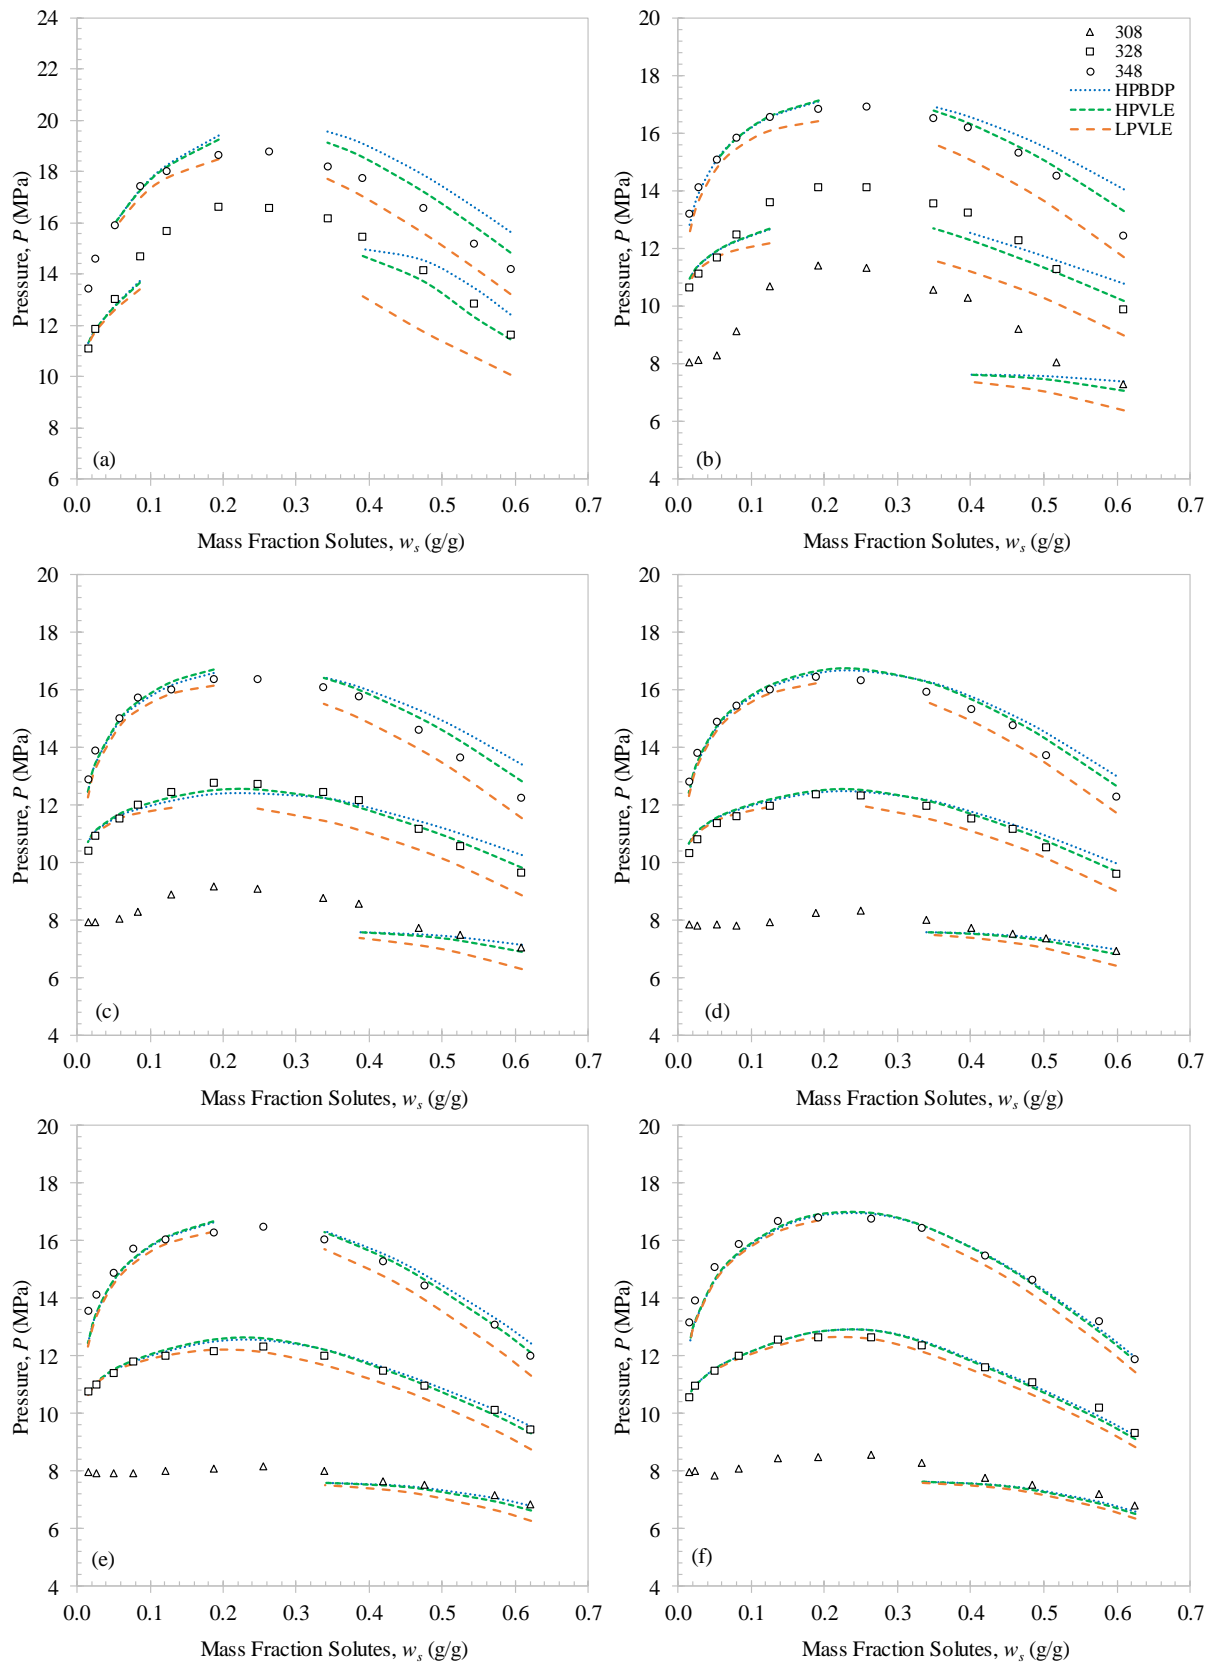 24
22
20
18
16
14
12
10
8
6
Pressure, P (MPa)
(a)
0.0 0.1 0.2 0.3 0.4 0.5 0.6 0.7
Mass Fraction Solutes, ws (g/g)
20
18
16
14
12
10
8
6
4
Pressure, P (MPa)
308
328
348
HPBDP
HPVLE
LPVLE
(b)
0.0 0.1 0.2 0.3 0.4 0.5 0.6 0.7
Mass Fraction Solutes, ws (g/g)
20
18
16
14
12
10
8
6
4
Pressure, P (MPa)
(c)
0.0 0.1 0.2 0.3 0.4 0.5 0.6 0.7
Mass Fraction Solutes, ws (g/g)
20
18
16
14
12
10
8
6
4
Pressure, P (MPa)
(d)
0.0 0.1 0.2 0.3 0.4 0.5 0.6 0.7
Mass Fraction Solutes, ws (g/g)
20
18
16
14
12
10
8
6
4
Pressure, P (MPa)
(e)
0.0 0.1 0.2 0.3 0.4 0.5 0.6 0.7
Mass Fraction Solutes, ws (g/g)
20
18
16
14
12
10
8
6
4
Pressure, P (MPa)
(f)
0.0 0.1 0.2 0.3 0.4 0.5 0.6 0.7
Mass Fraction Solutes, ws (g/g)